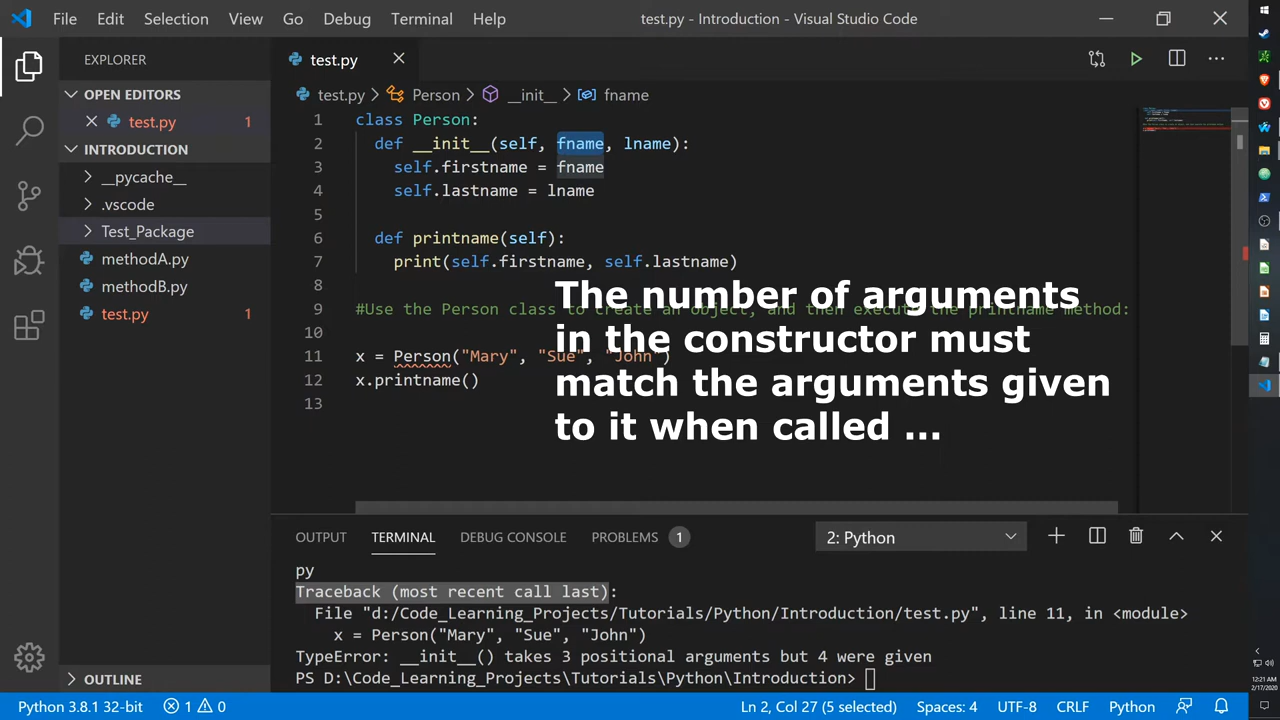 File Edit Selection View Go Debug Terminal Help test.py - Introduction - Visual Studio Code
EXPLORER
OPEN EDITORS
test.py 1
INTRODUCTION
__pycache__
.vscode
Test_Package
methodA.py
methodB.py
test.py 1
OUTLINE
test.py
test.py > Person > __init__ > fname
1 class Person:
2 def __init__(self, fname, lname):
3 self.firstname = fname
4 self.lastname = lname
5
6 def printname(self):
7 print(self.firstname, self.lastname)
8
9 #Use the Person class to create an object, and then execute the printname method:
10
11 x = Person("Mary", "Sue", "John")
12 x.printname()
13
The number of arguments
in the constructor must
match the arguments given
to it when called ...
OUTPUT TERMINAL DEBUG CONSOLE PROBLEMS 1 2: Python
py
Traceback (most recent call last):
File "d:/Code_Learning_Projects/Tutorials/Python/Introduction/test.py", line 11, in <module>
x = Person("Mary", "Sue", "John")
TypeError: __init__() takes 3 positional arguments but 4 were given
PS D:\Code_Learning_Projects\Tutorials\Python\Introduction>
Python 3.8.1 32-bit 1 0 Ln 2, Col 27 (5 selected) Spaces: 4 UTF-8 CRLF Python
12:21 AM
2/17/2020